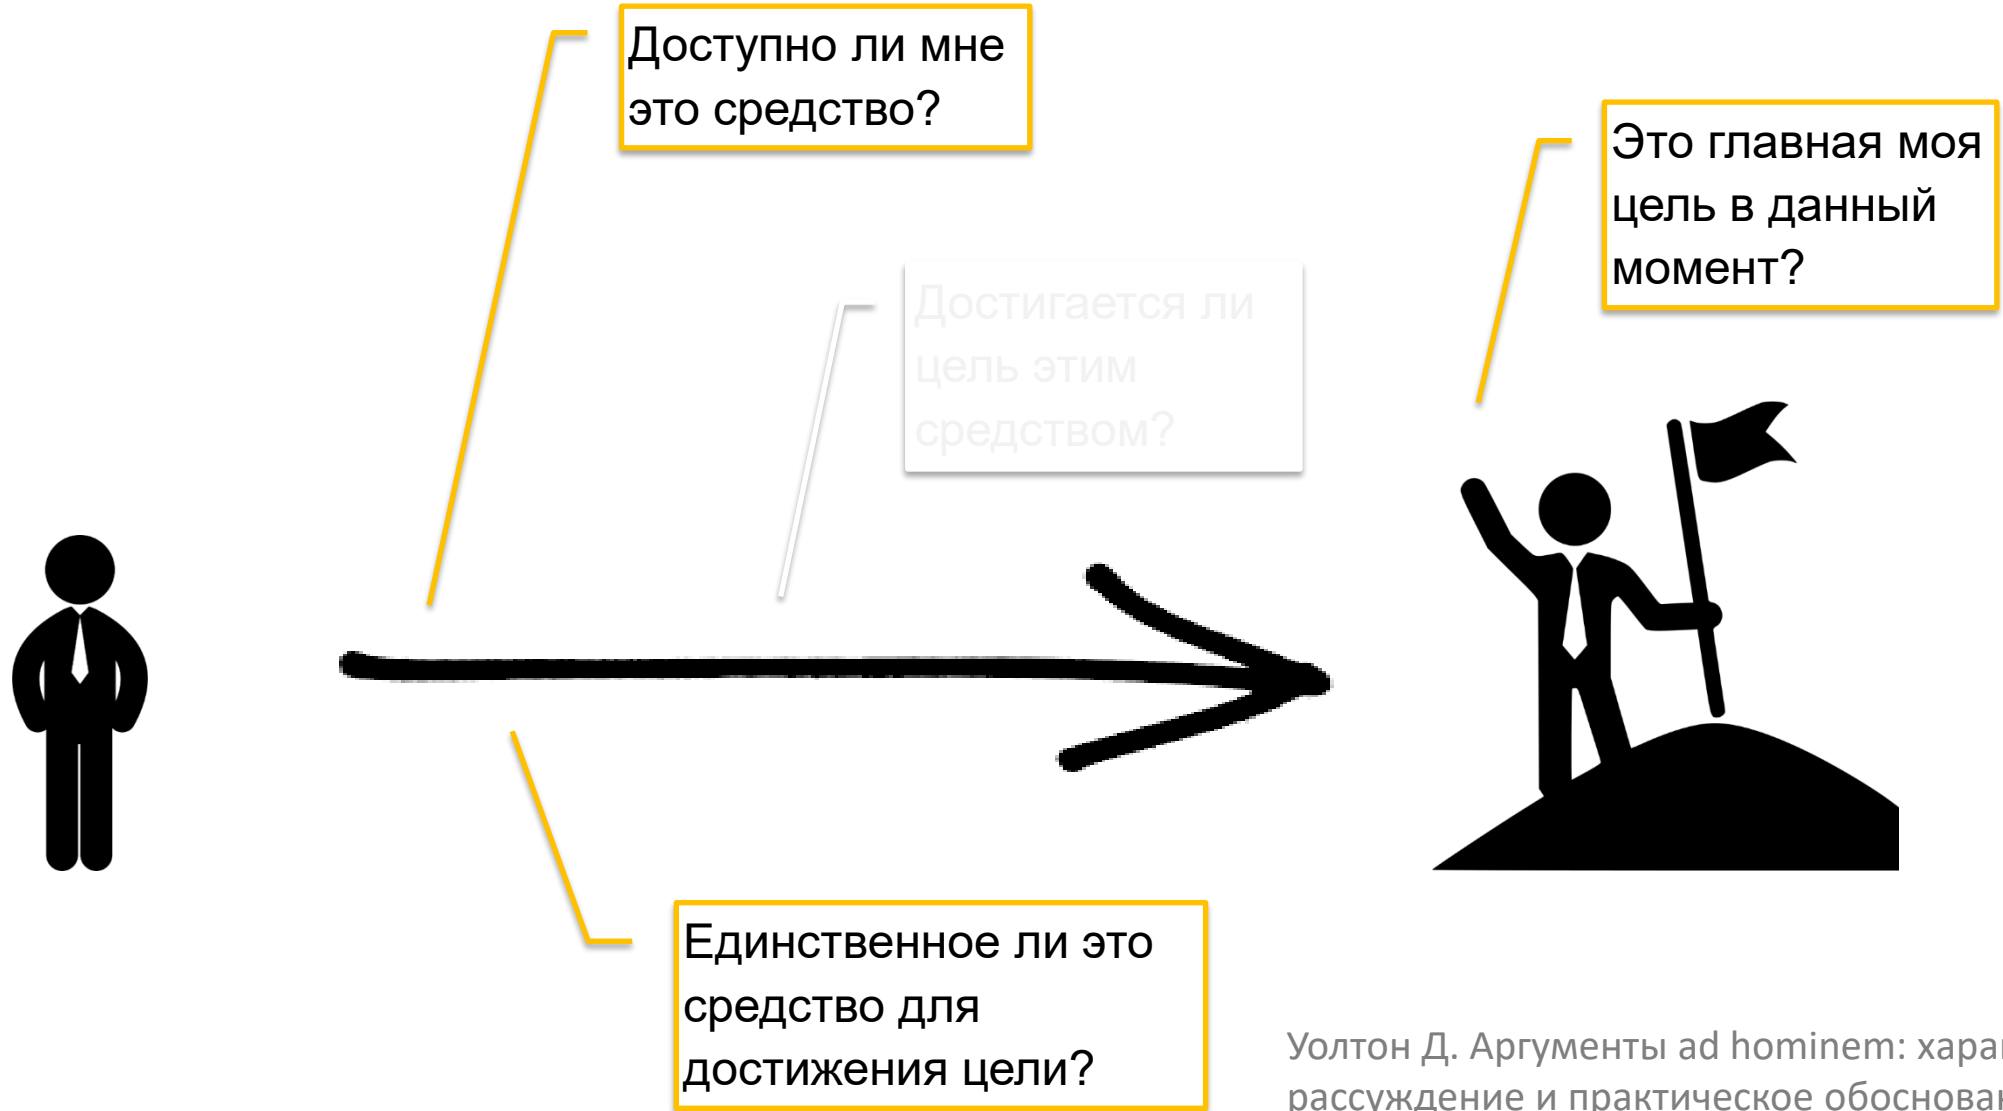 Доступно ли мне
это средство?
Это главная моя
цель в данный
момент?
Достигается ли
цель этим
средством?
Единственное ли это
средство для
достижения цели?
Уолтон Д. Аргументы ad hominem:
рассуждение и практическое